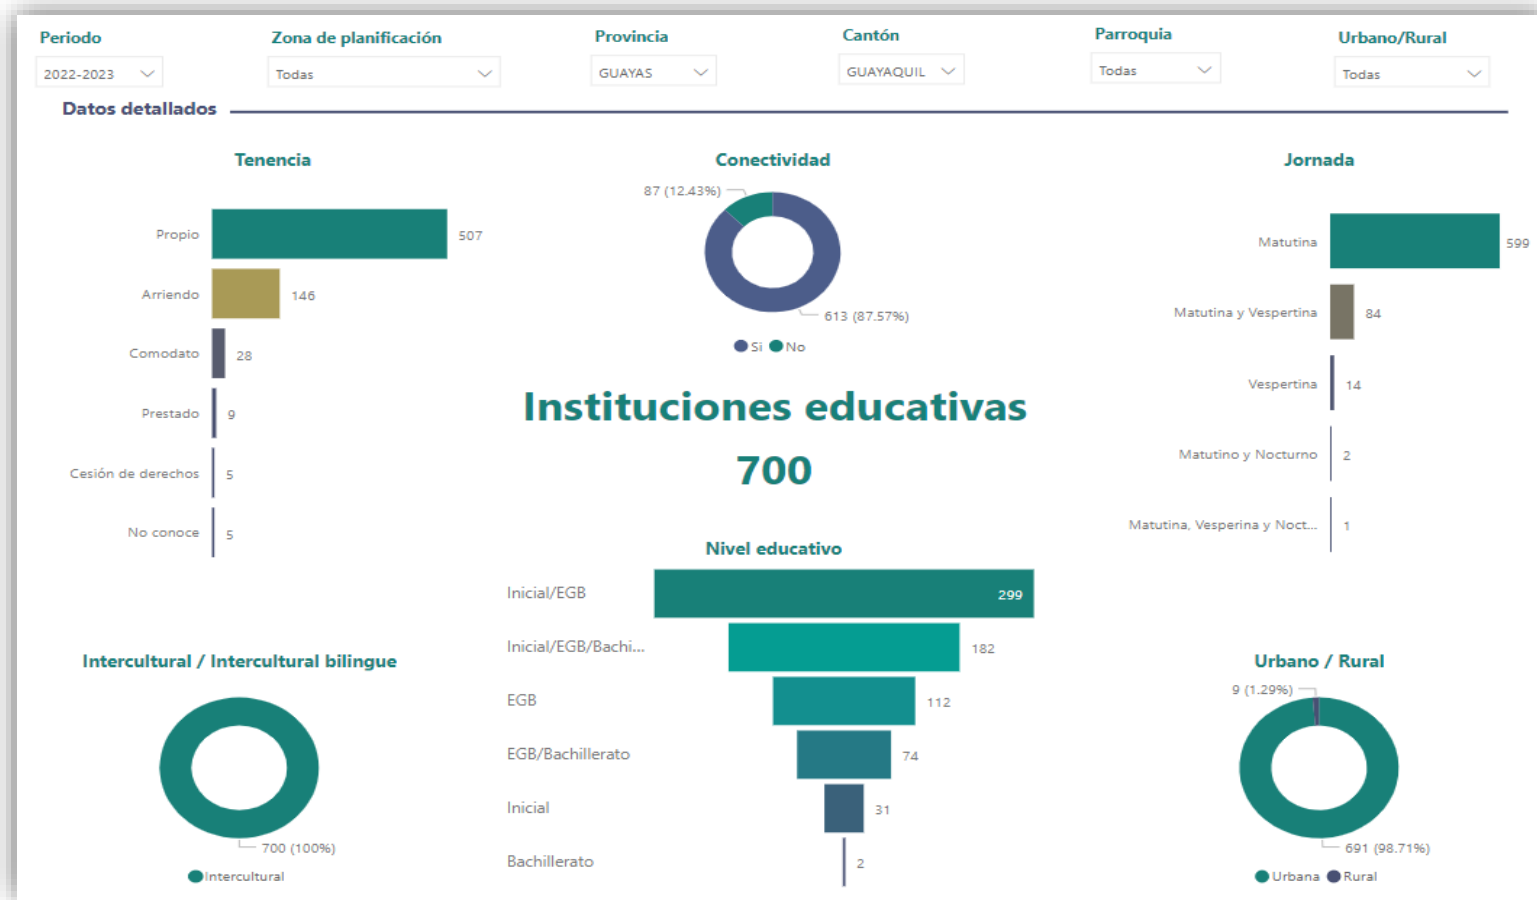 Periodo
Zona de planificación
Provincia
Cantón
Parroquia
Urbano/Rural
2022-2023
Todas
GUAYAS
GUAYAQUIL
Todas
Todas
Datos detallados
Tenencia
Propio 507
Arriendo 146
Comodato 28
Prestado 9
Cesión de derechos 5
No conoce 5
Conectividad
87 (12.43%)
613 (87.57%)
Si No
Jornada
Matutina 599
Matutina y Vespertina 84
Vespertina 14
Matutino y Nocturno 2
Matutina, Vesperina y Noct... 1
Instituciones educativas
700
Nivel educativo
Inicial/EGB 299
Inicial/EGB/Bachi... 182
EGB 112
EGB/Bachillerato 74
Inicial 31
Bachillerato 2
Intercultural / Intercultural bilingue
700 (100%)
Intercultural
Urbano / Rural
9 (1.29%)
691 (98.71%)
Urbana Rural